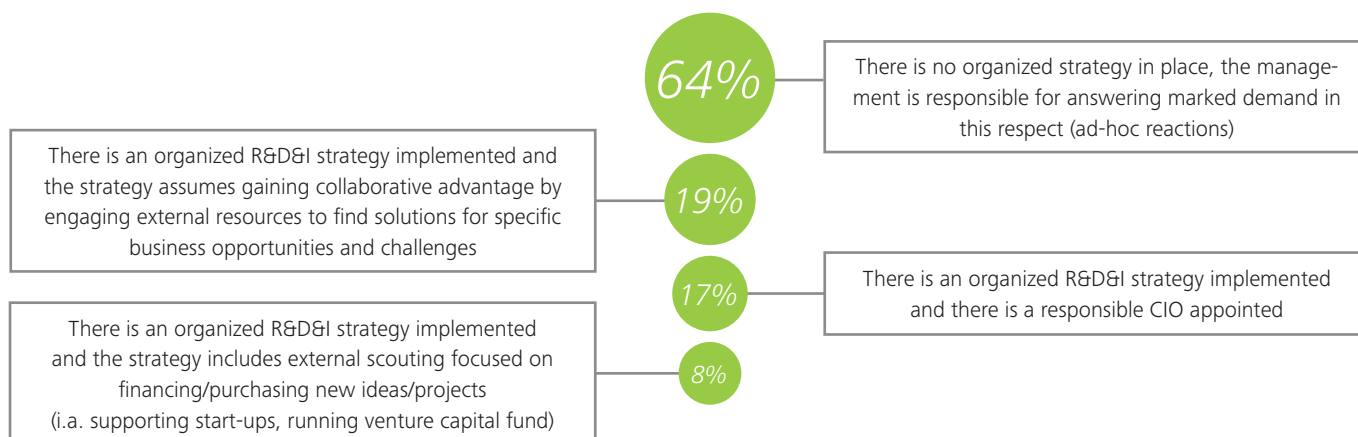 64%
There is no organized strategy in place, the manage-
ment is responsible for answering marked demand in
this respect (ad-hoc reactions)
There is an organized R&D&I strategy implemented and
the strategy assumes gaining collaborative advantage by
engaging external resources to find solutions for specific
business opportunities and challenges
19%
17%
There is an organized R&D&I strategy implemented
and there is a responsible CIO appointed
There is an organized R&D&I strategy implemented
and the strategy includes external scouting focused on
financing/purchasing new ideas/projects
(i.a. supporting start-ups, running venture capital fund)
8%